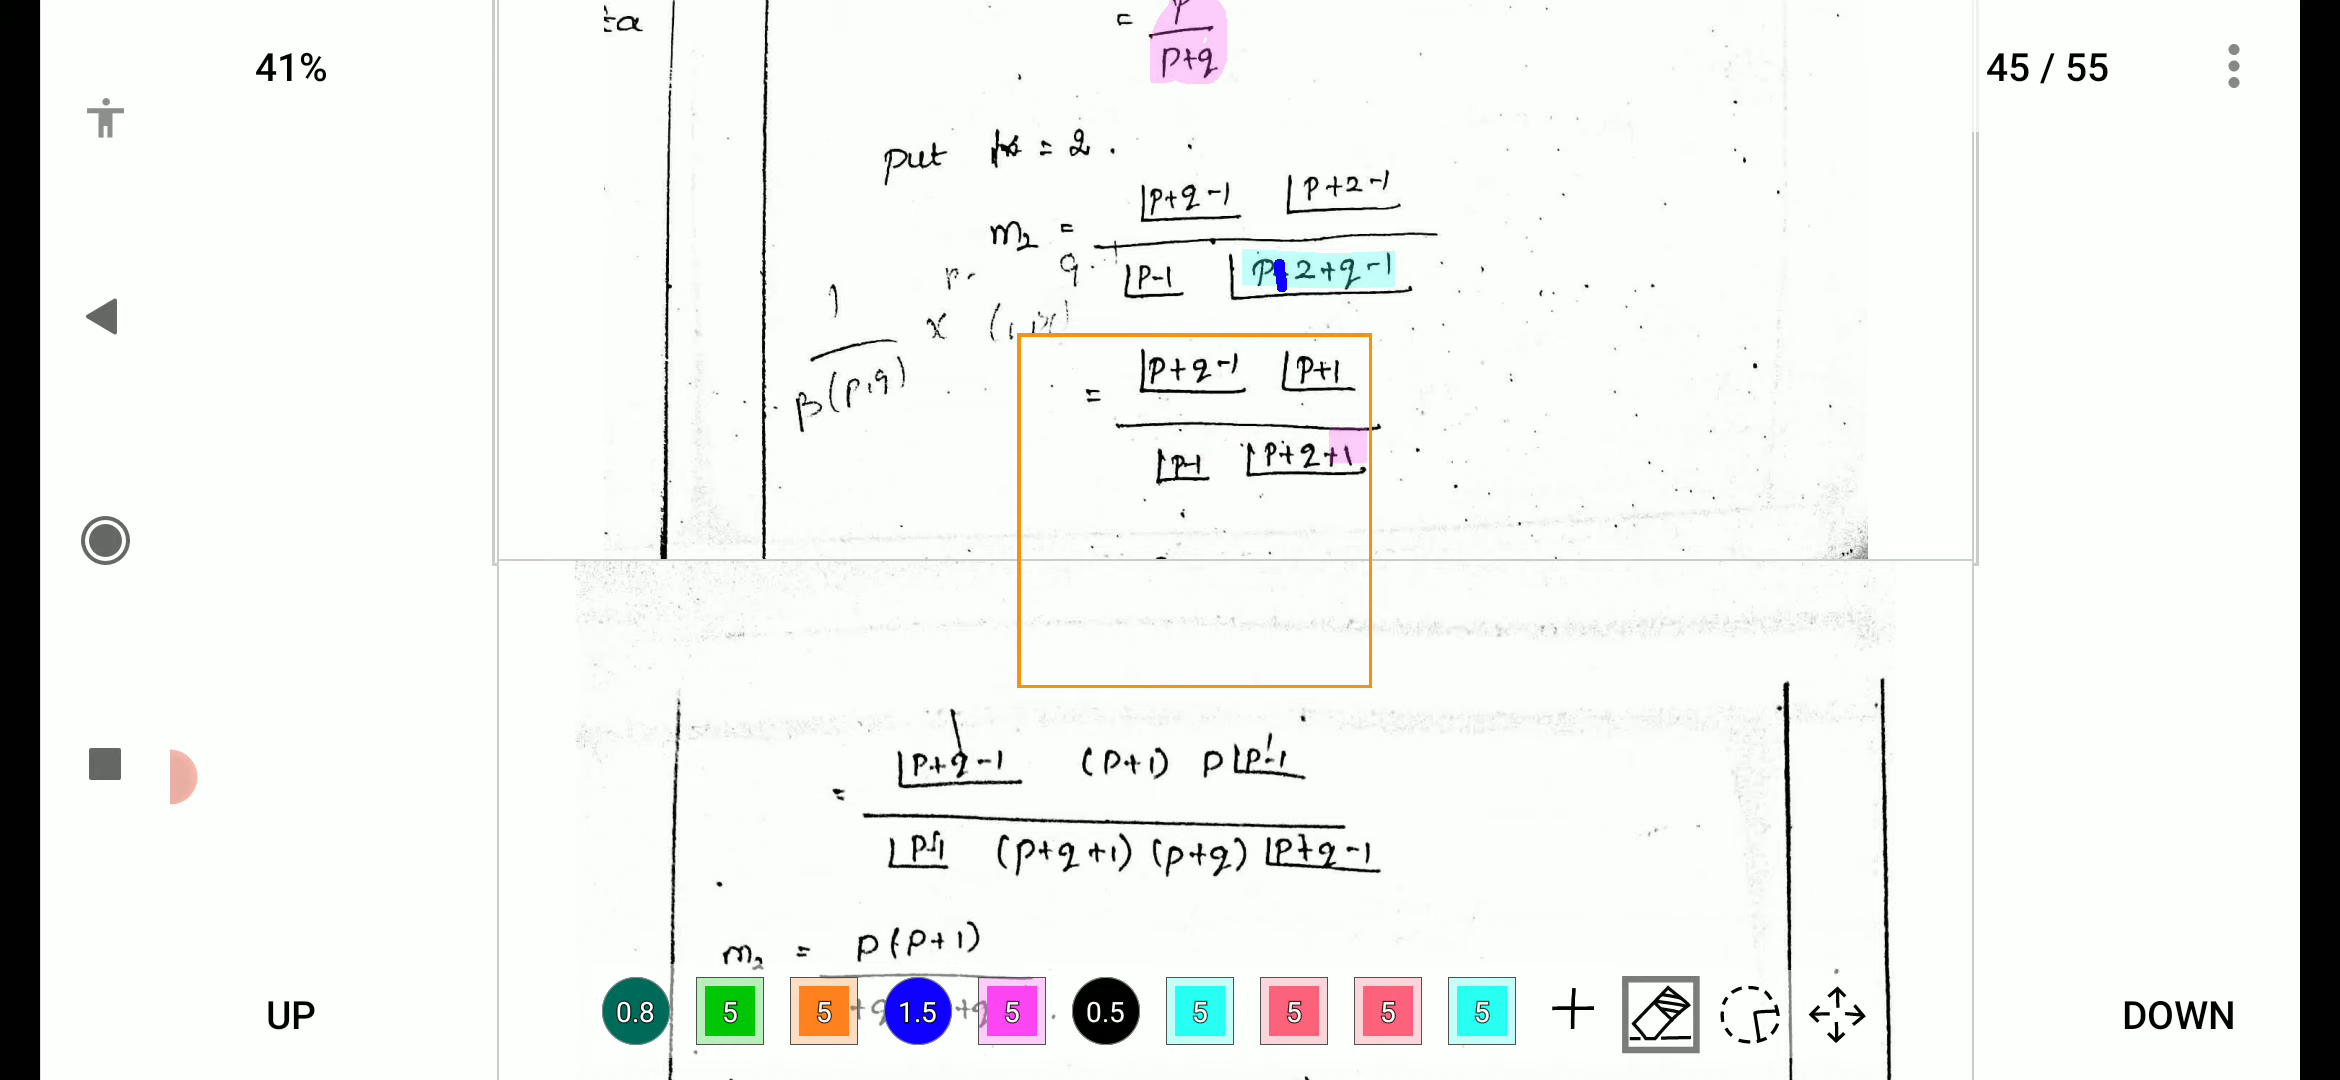 ta
= p
p+q
41%
45 / 55
put r = 2 .
m₂ = ⌊p+q-1 ⌊p+2-1
⌊p-1 ⌊p+2+q-1
1
β(p,q)
x (1+x)
= ⌊p+q-1 ⌊p+1
⌊p-1 ⌊p+q+1
= ⌊p+q-1 (p+1) p⌊p-1
⌊p-1 (p+q+1) (p+q) ⌊p+q-1
m₂ = p(p+1)
UP
0.8 5 5 1.5 5 0.5 5 5 5 5
DOWN